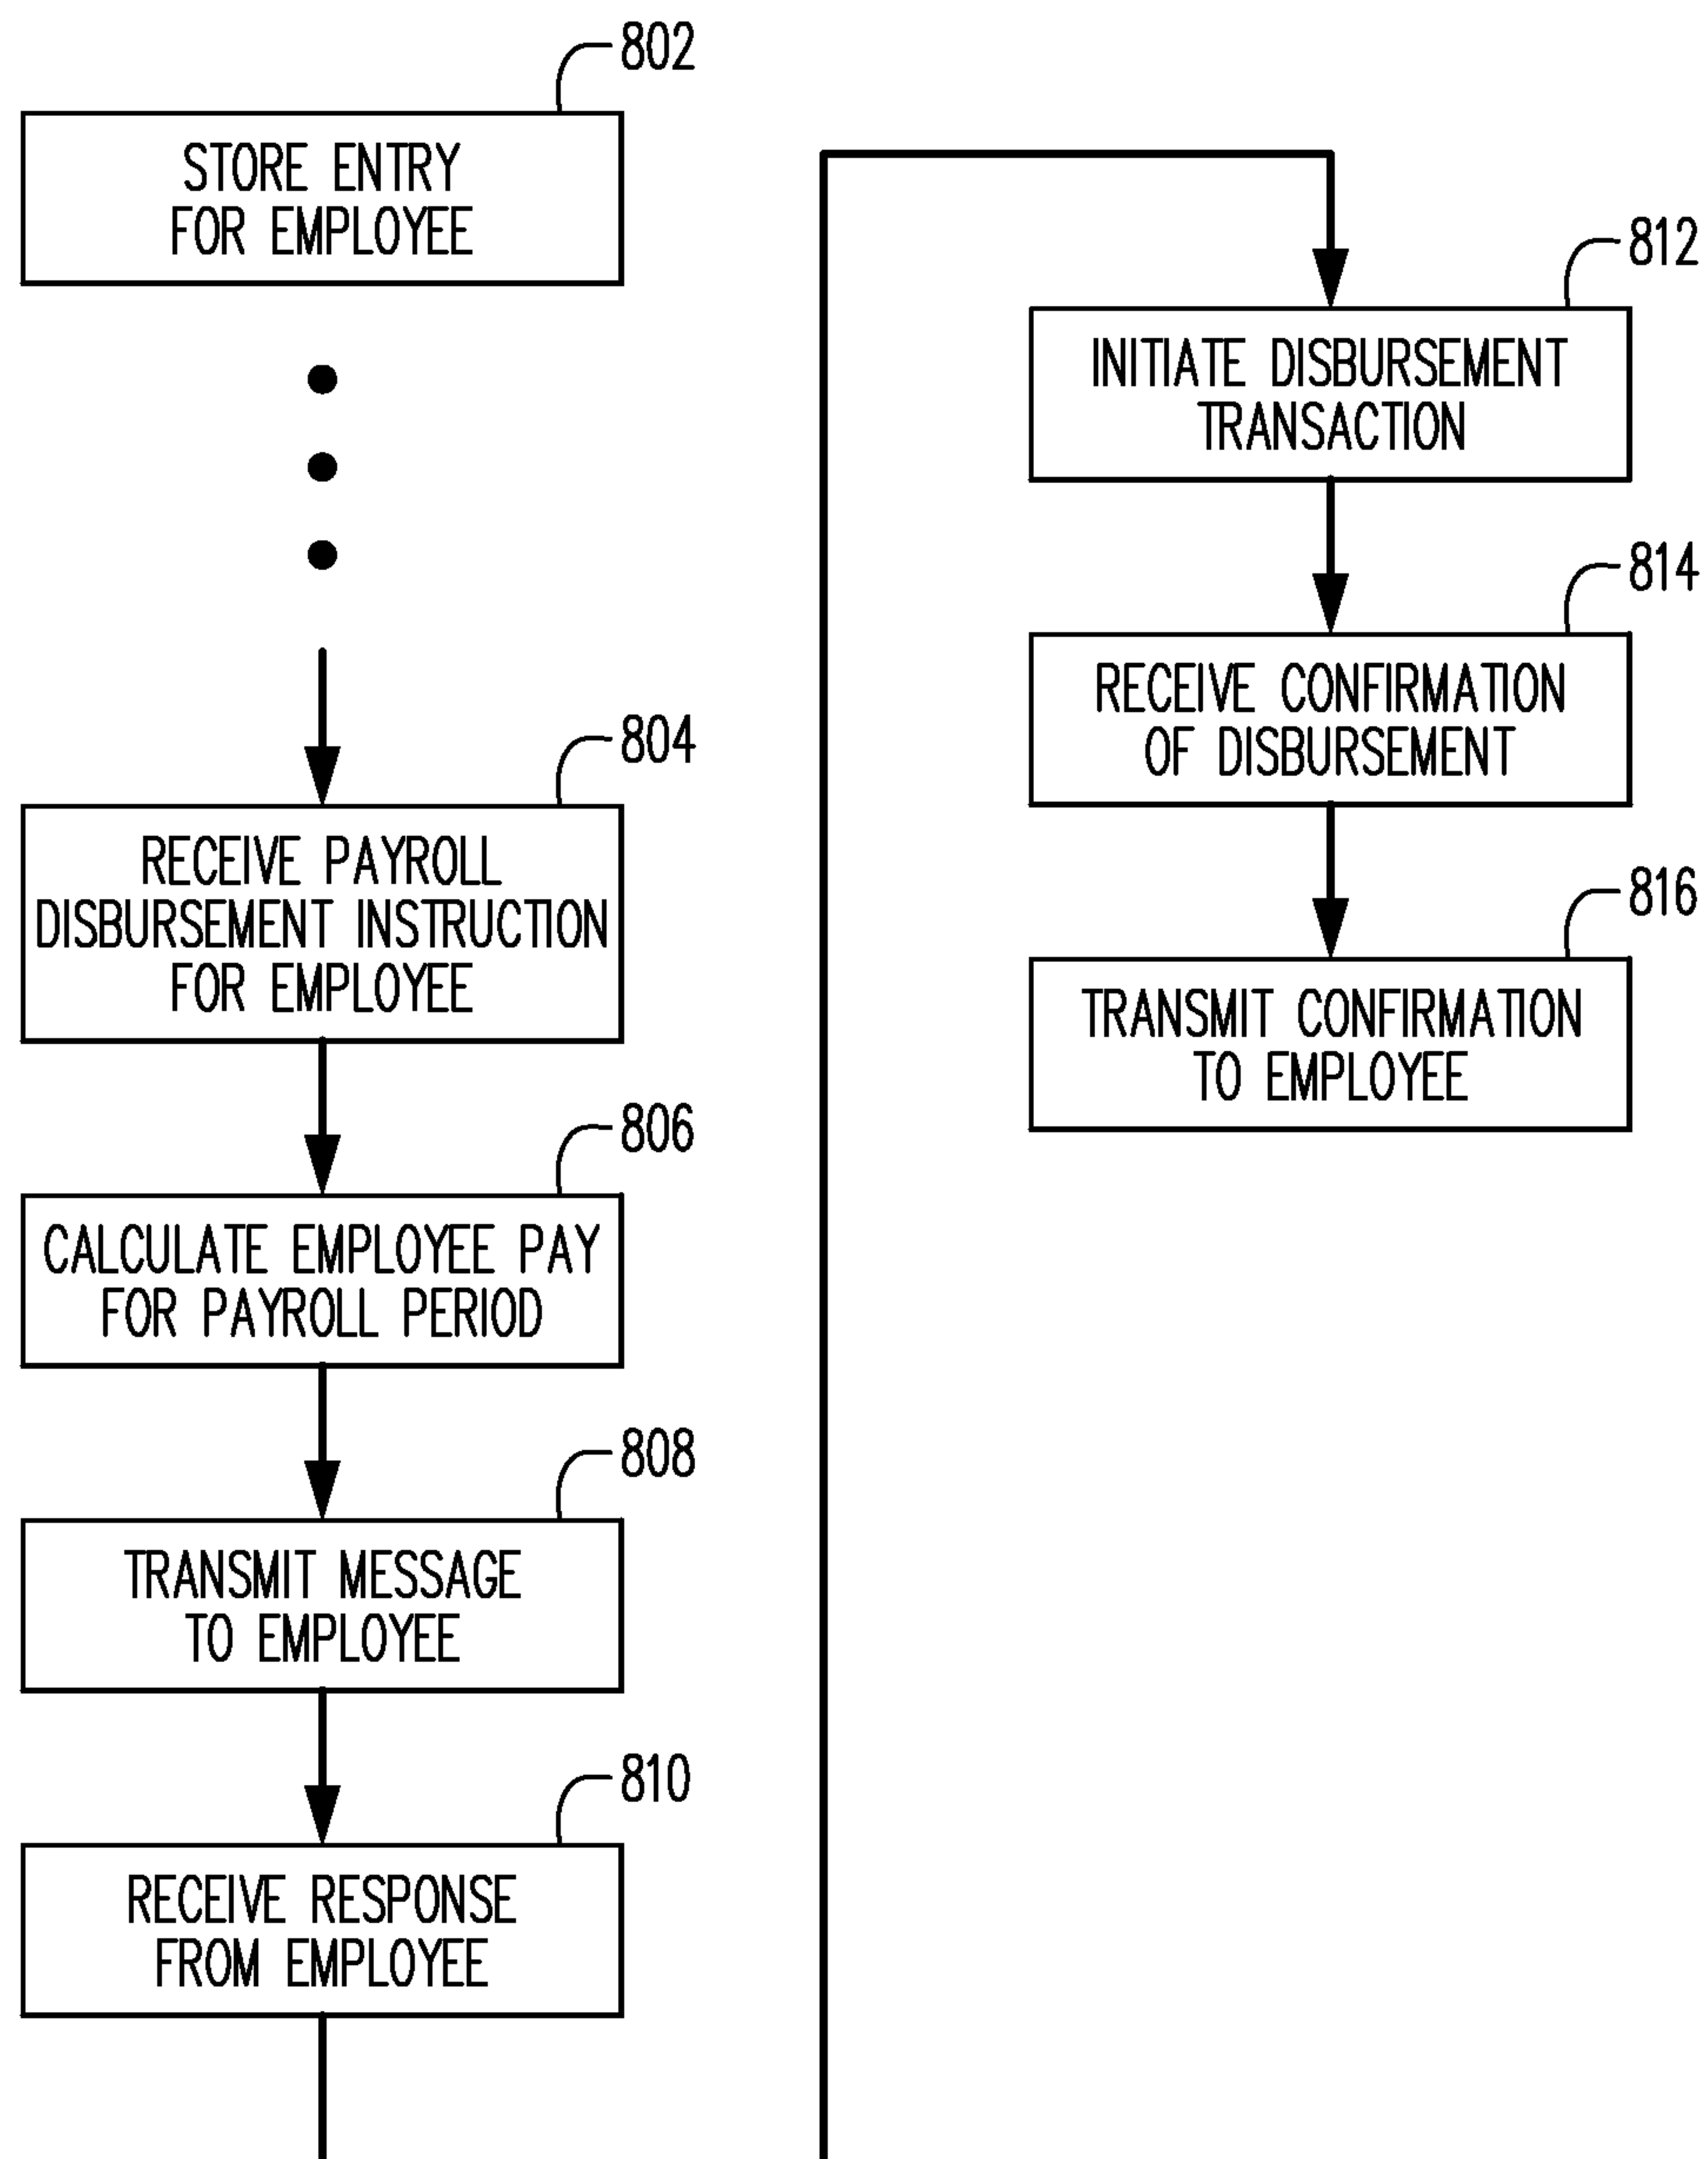 802
STORE ENTRY
FOR EMPLOYEE
804
RECEIVE PAYROLL
DISBURSEMENT INSTRUCTION
FOR EMPLOYEE
806
CALCULATE EMPLOYEE PAY
FOR PAYROLL PERIOD
808
TRANSMIT MESSAGE
TO EMPLOYEE
810
RECEIVE RESPONSE
FROM EMPLOYEE
812
INITIATE DISBURSEMENT
TRANSACTION
814
RECEIVE CONFIRMATION
OF DISBURSEMENT
816
TRANSMIT CONFIRMATION
TO EMPLOYEE